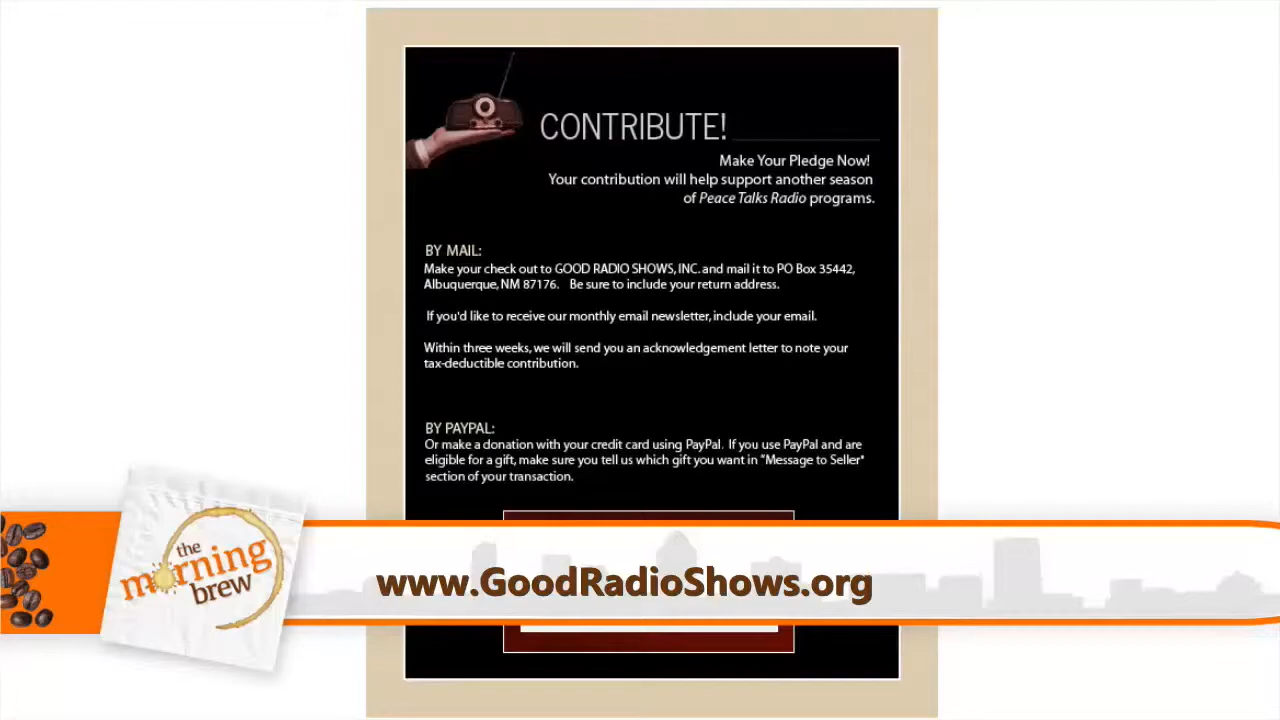 CONTRIBUTE!
Make Your Pledge Now!
Your contribution will help support another season
of Peace Talks Radio programs.
BY MAIL:
Make your check out to GOOD RADIO SHOWS, INC. and mail it to PO Box 35442,
Albuquerque, NM 87176. Be sure to include your return address.
If you'd like to receive our monthly email newsletter, include your email.
Within three weeks, we will send you an acknowledgement letter to note your
tax-deductible contribution.
BY PAYPAL:
Or make a donation with your credit card using PayPal. If you use PayPal and are
eligible for a gift, make sure you tell us which gift you want in "Message to Seller"
section of your transaction.
the
morning
brew
www.GoodRadioShows.org